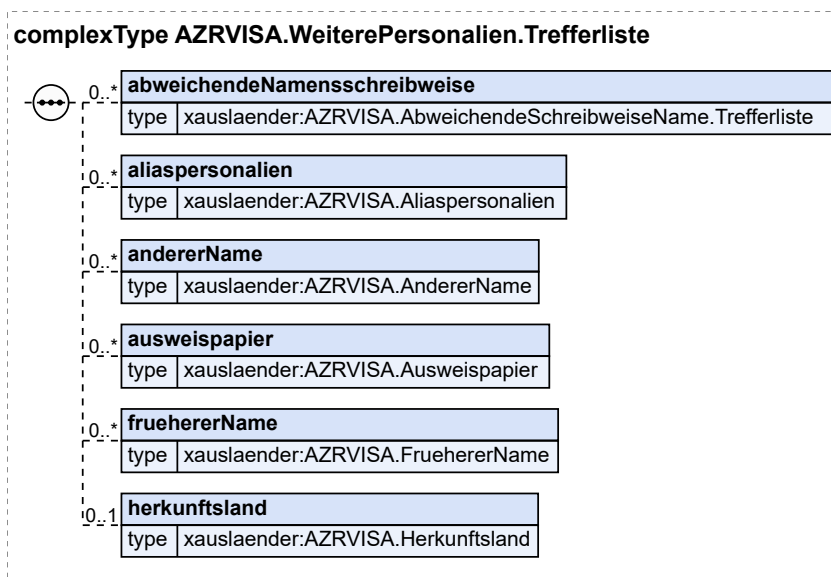 complexType AZRVISA.WeiterePersonalien.Trefferliste
0..* abweichendeNamensschreibweise
type xauslaender:AZRVISA.AbweichendeSchreibweiseName.Trefferliste
0..* aliaspersonalien
type xauslaender:AZRVISA.Aliaspersonalien
0..* andererName
type xauslaender:AZRVISA.AndererName
0..* ausweispapier
type xauslaender:AZRVISA.Ausweispapier
0..* fruehererName
type xauslaender:AZRVISA.FruehererName
0..1 herkunftsland
type xauslaender:AZRVISA.Herkunftsland